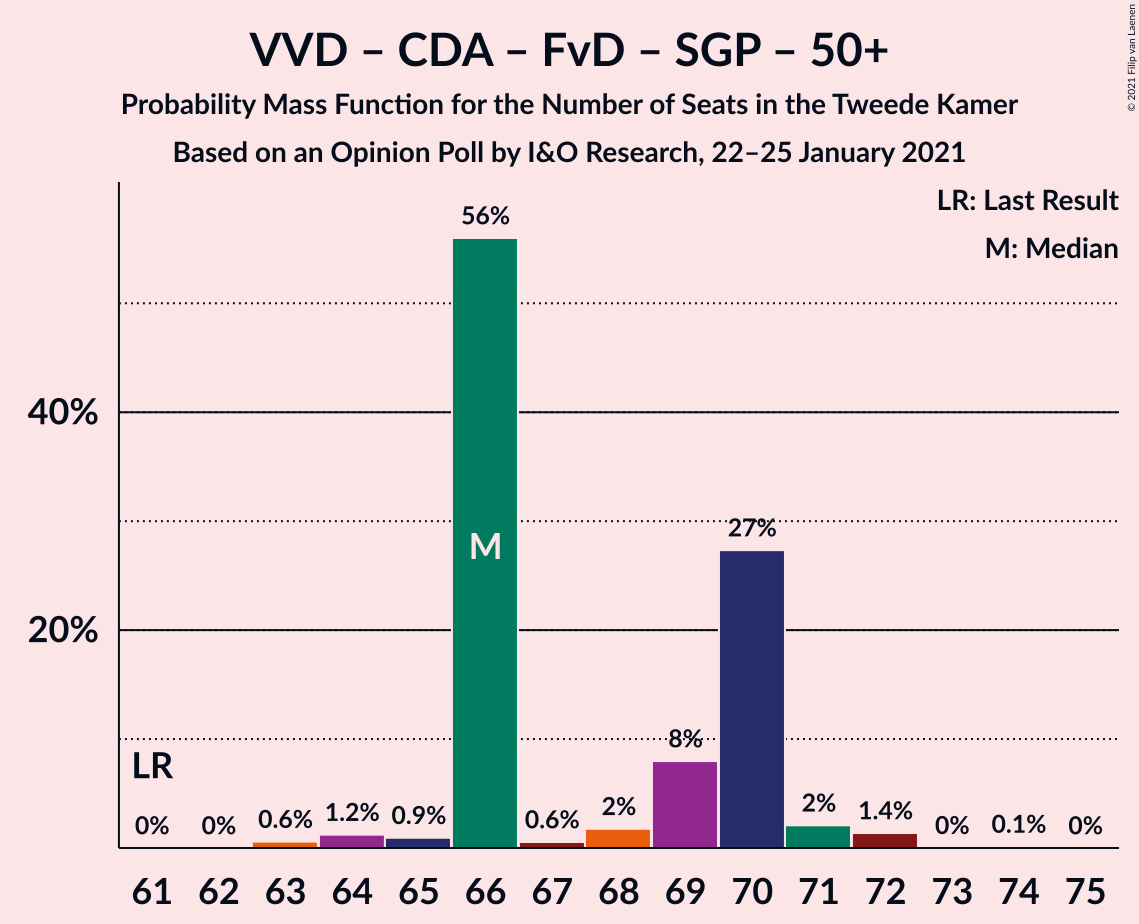 VVD – CDA – FvD – SGP – 50+
Probability Mass Function for the Number of Seats in the Tweede Kamer
Based on an Opinion Poll by I&O Research, 22–25 January 2021
© 2021 Filip van Laenen
LR: Last Result
M: Median
56%
40%
27%
M
20%
8%
LR
0% 0% 0.6% 1.2% 0.9% 0.6% 2% 2% 1.4% 0% 0.1% 0%
61 62 63 64 65 66 67 68 69 70 71 72 73 74 75